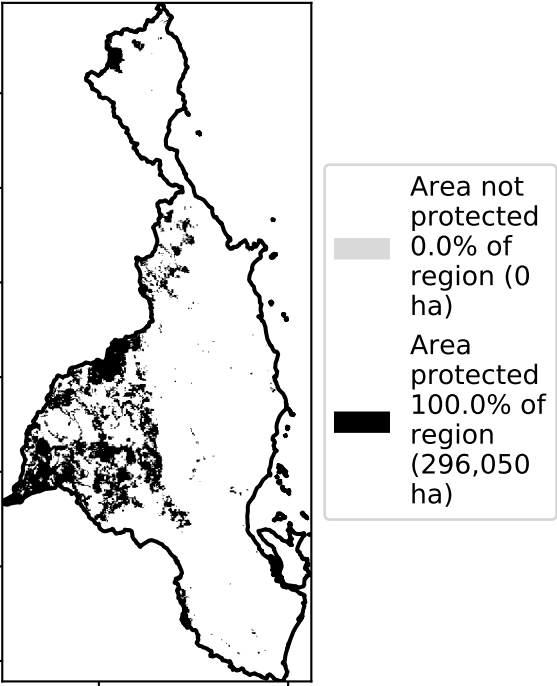 Area not
protected
0.0% of
region (0
ha)
Area
protected
100.0% of
region
(296,050
ha)